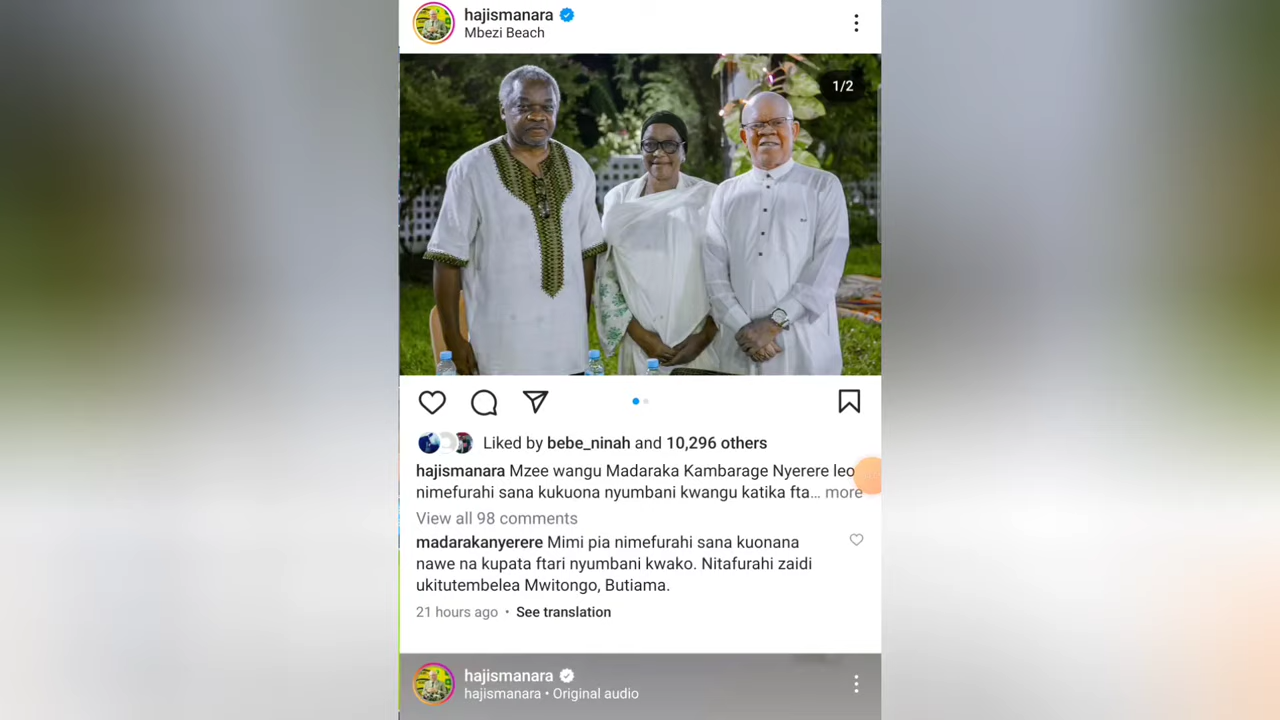 hajismanara
Mbezi Beach
1/2
Liked by bebe_ninah and 10,296 others
hajismanara Mzee wangu Madaraka Kambarage Nyerere leo
nimefurahi sana kukuona nyumbani kwangu katika fta... more
View all 98 comments
madarakanyerere Mimi pia nimefurahi sana kuonana
nawe na kupata ftari nyumbani kwako. Nitafurahi zaidi
ukitutembelea Mwitongo, Butiama.
21 hours ago • See translation
hajismanara
hajismanara • Original audio